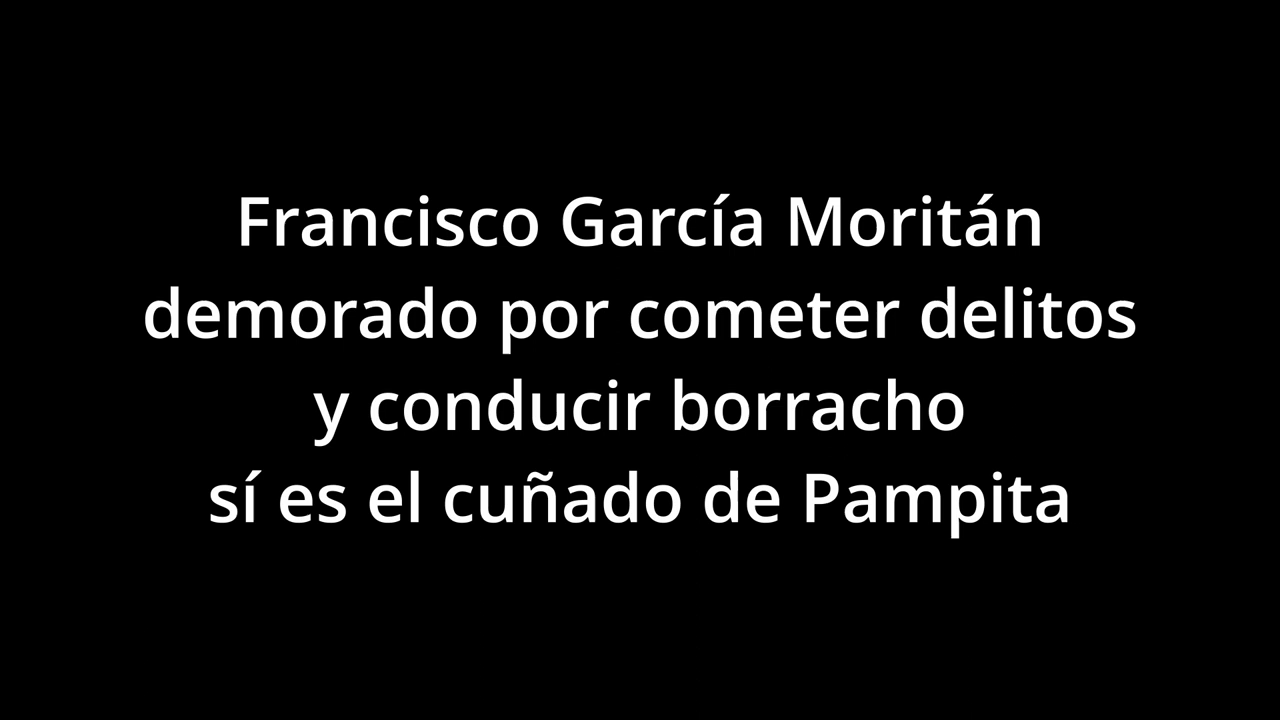 Francisco García Moritán
demorado por cometer delitos
y conducir borracho
sí es el cuñado de Pampita